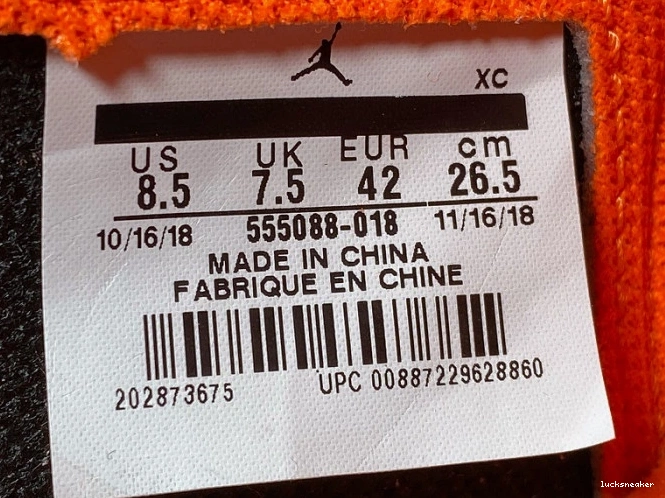 XC
US UK EUR cm
8.5 7.5 42 26.5
10/16/18 555088-018 11/16/18
MADE IN CHINA
FABRIQUE EN CHINE
202873675 UPC 00887229628860
lucksneaker